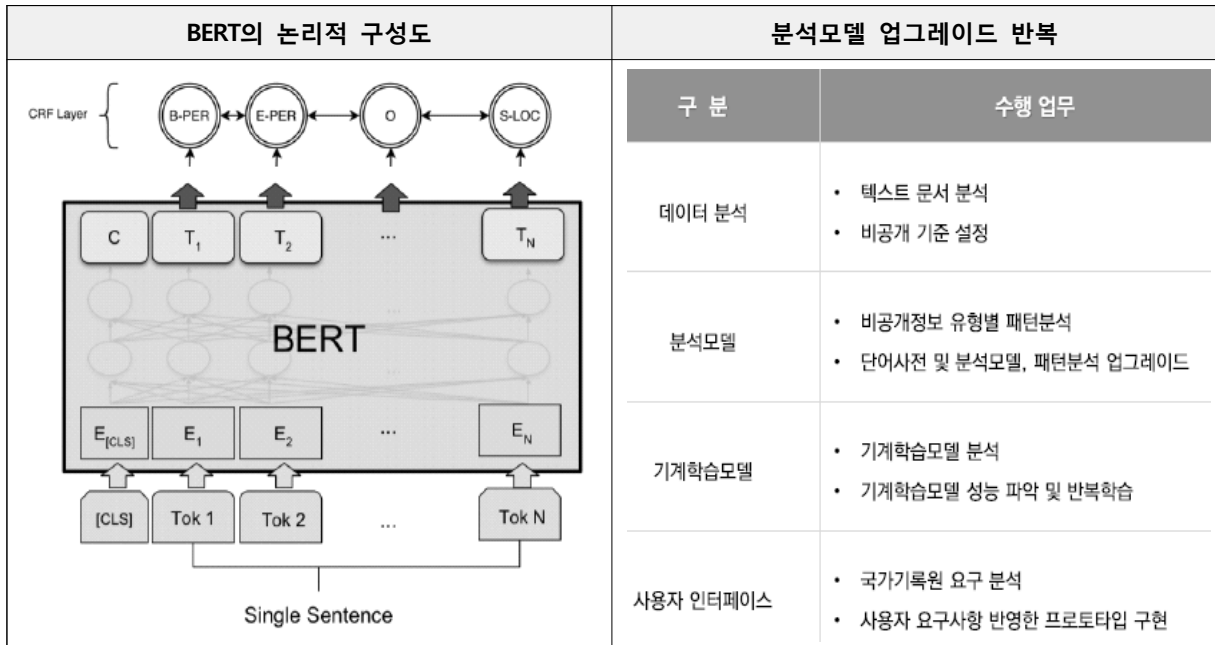 BERT의 논리적 구성도
CRF Layer
B-PER E-PER O S-LOC
C T1 T2 ... TN
...
BERT
...
E[CLS] E1 E2 ... EN
[CLS] Tok 1 Tok 2 ... Tok N
Single Sentence
분석모델 업그레이드 반복
구 분 수행 업무
데이터 분석
• 텍스트 문서 분석
• 비공개 기준 설정
분석모델
• 비공개정보 유형별 패턴분석
• 단어사전 및 분석모델, 패턴분석 업그레이드
기계학습모델
• 기계학습모델 분석
• 기계학습모델 성능 파악 및 반복학습
사용자 인터페이스
• 국가기록원 요구 분석
• 사용자 요구사항 반영한 프로토타입 구현